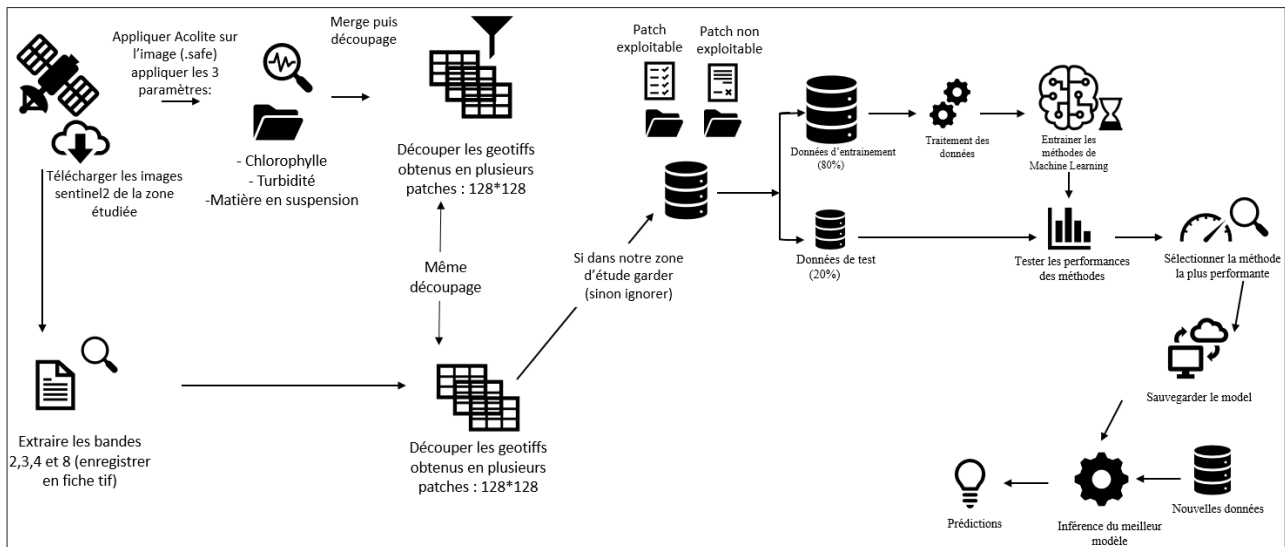 Appliquer Acolite sur
l'image (.safe)
appliquer les 3
paramètres:
Merge puis
découpage
Télécharger les images
sentinel2 de la zone
étudiée
- Chlorophylle
- Turbidité
-Matière en suspension
Découper les geotiffs
obtenus en plusieurs
patches : 128*128
Même
découpage
Extraire les bandes
2,3,4 et 8 (enregistrer
en fiche tif)
Découper les geotiffs
obtenus en plusieurs
patches : 128*128
Si dans notre zone
d'étude garder
(sinon ignorer)
Patch
exploitable
Patch non
exploitable
Données d'entrainement
(80%)
Traitement des
données
Entrainer les
méthodes de
Machine Learning
Données de test
(20%)
Tester les performances
des méthodes
Sélectionner la méthode
la plus performante
Sauvegarder le model
Nouvelles données
Inférence du meilleur
modèle
Prédictions